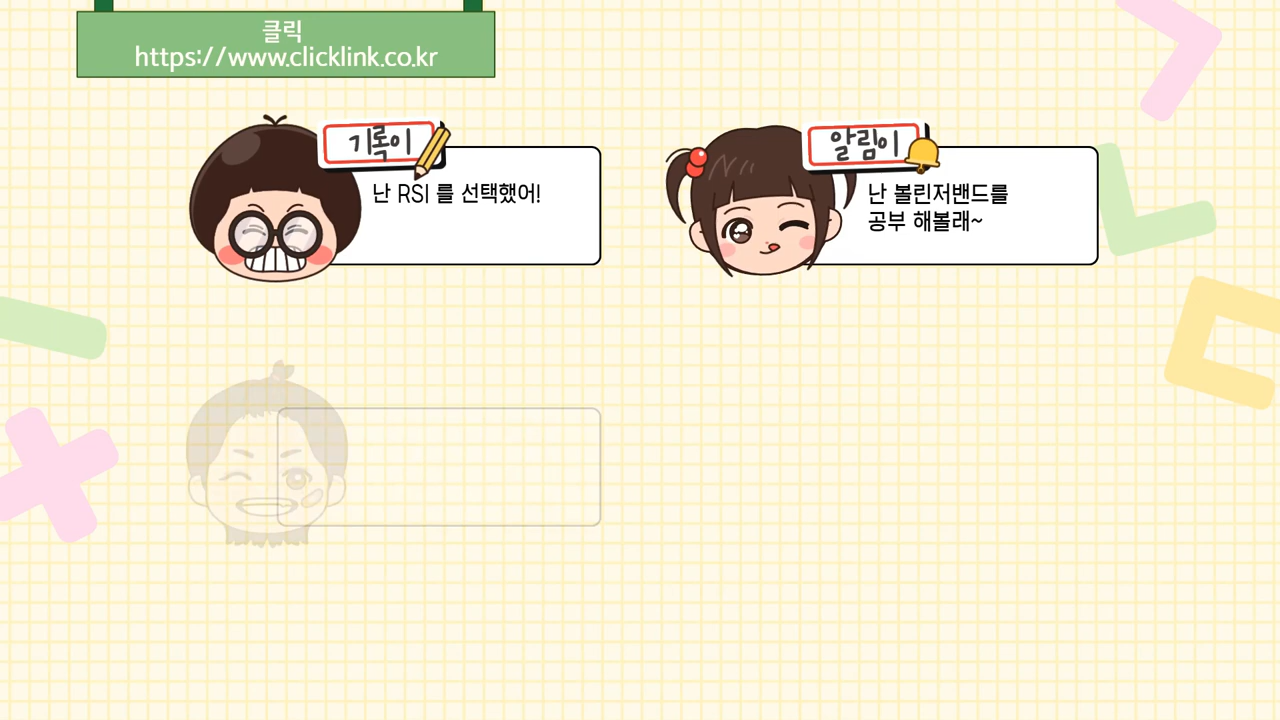 클릭
https://www.clicklink.co.kr
기록이
난 RSI 를 선택했어!
알림이
난 볼린저밴드를
공부 해볼래~